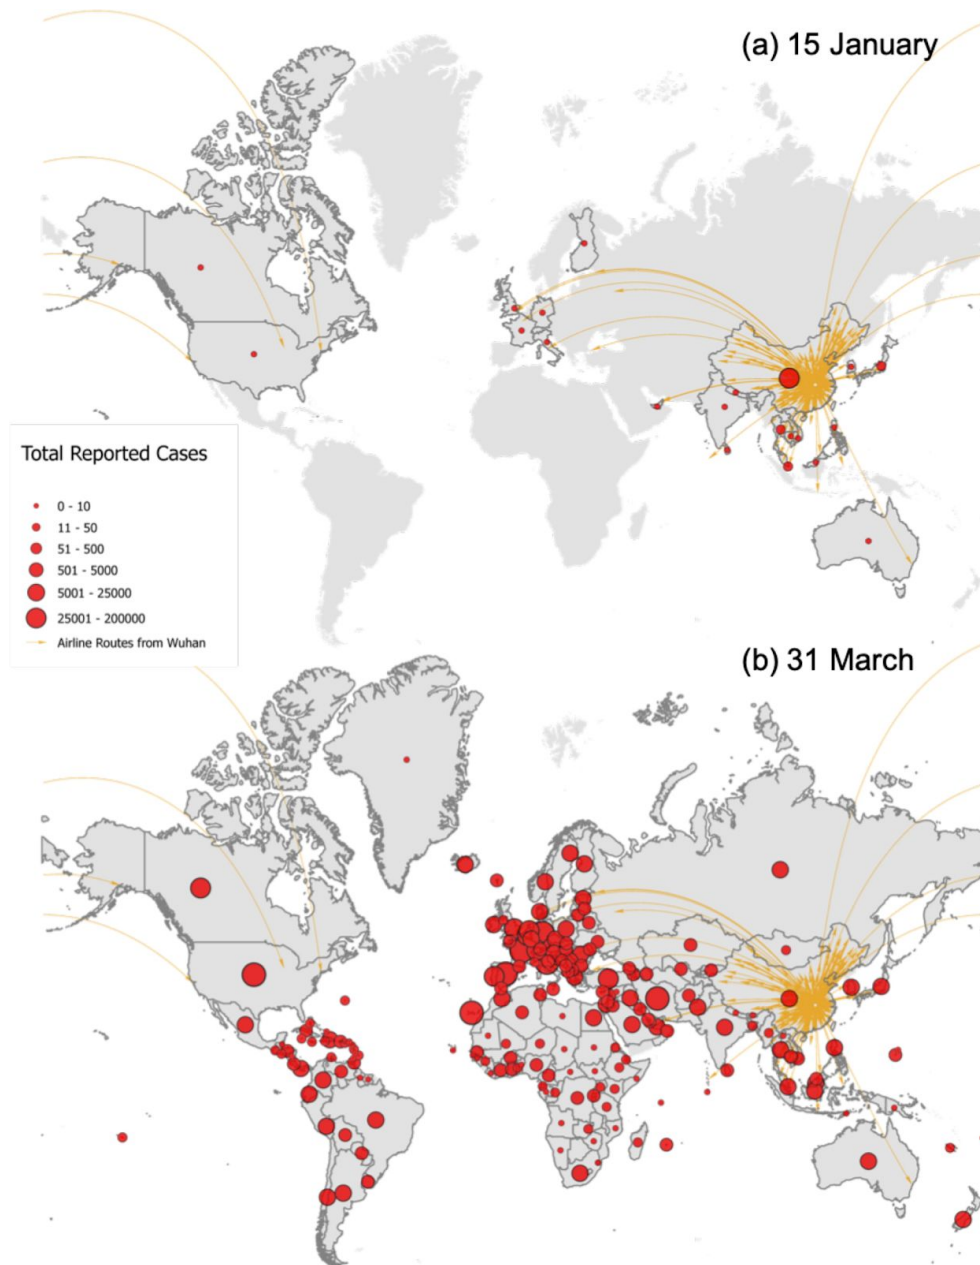 (a) 15 January
Total Reported Cases
0 - 10
11 - 50
51 - 500
501 - 5000
5001 - 25000
25001 - 200000
Airline Routes from Wuhan
(b) 31 March